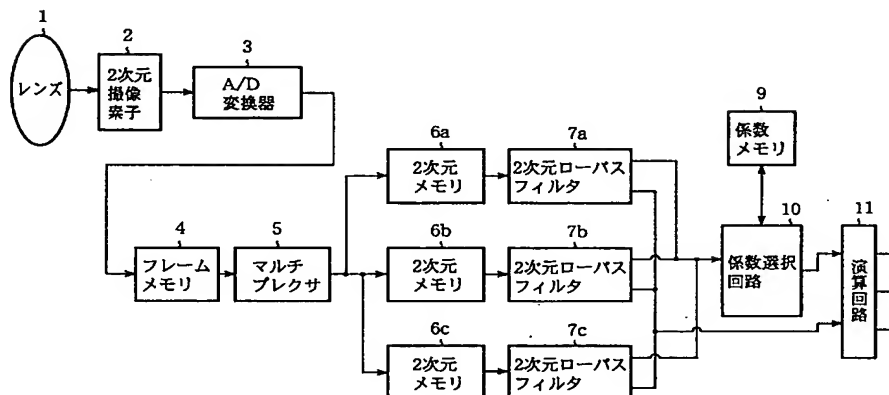 1
レンズ
2
2次元
撮像
素子
3
A/D
変換器
4
フレーム
メモリ
5
マルチ
プレクサ
6a
2次元
メモリ
7a
2次元ローパス
フィルタ
6b
2次元
メモリ
7b
2次元ローパス
フィルタ
6c
2次元
メモリ
7c
2次元ローパス
フィルタ
9
係数
メモリ
10
係数選択
回路
11
演算回路